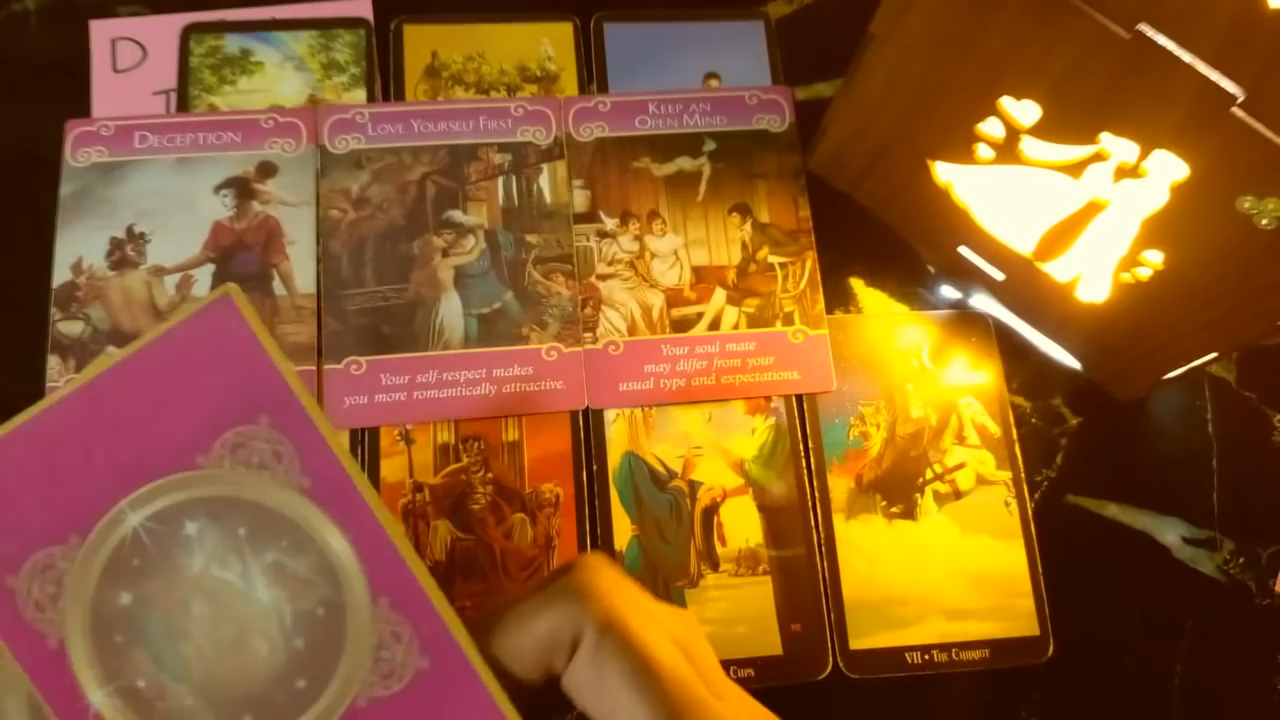 D
T
DECEPTION
LOVE YOURSELF FIRST
KEEP AN
OPEN MIND
Your self-respect makes
you more romantically attractive.
Your soul mate
may differ from your
usual type and expectations.
CUPS
VII • THE CHARIOT